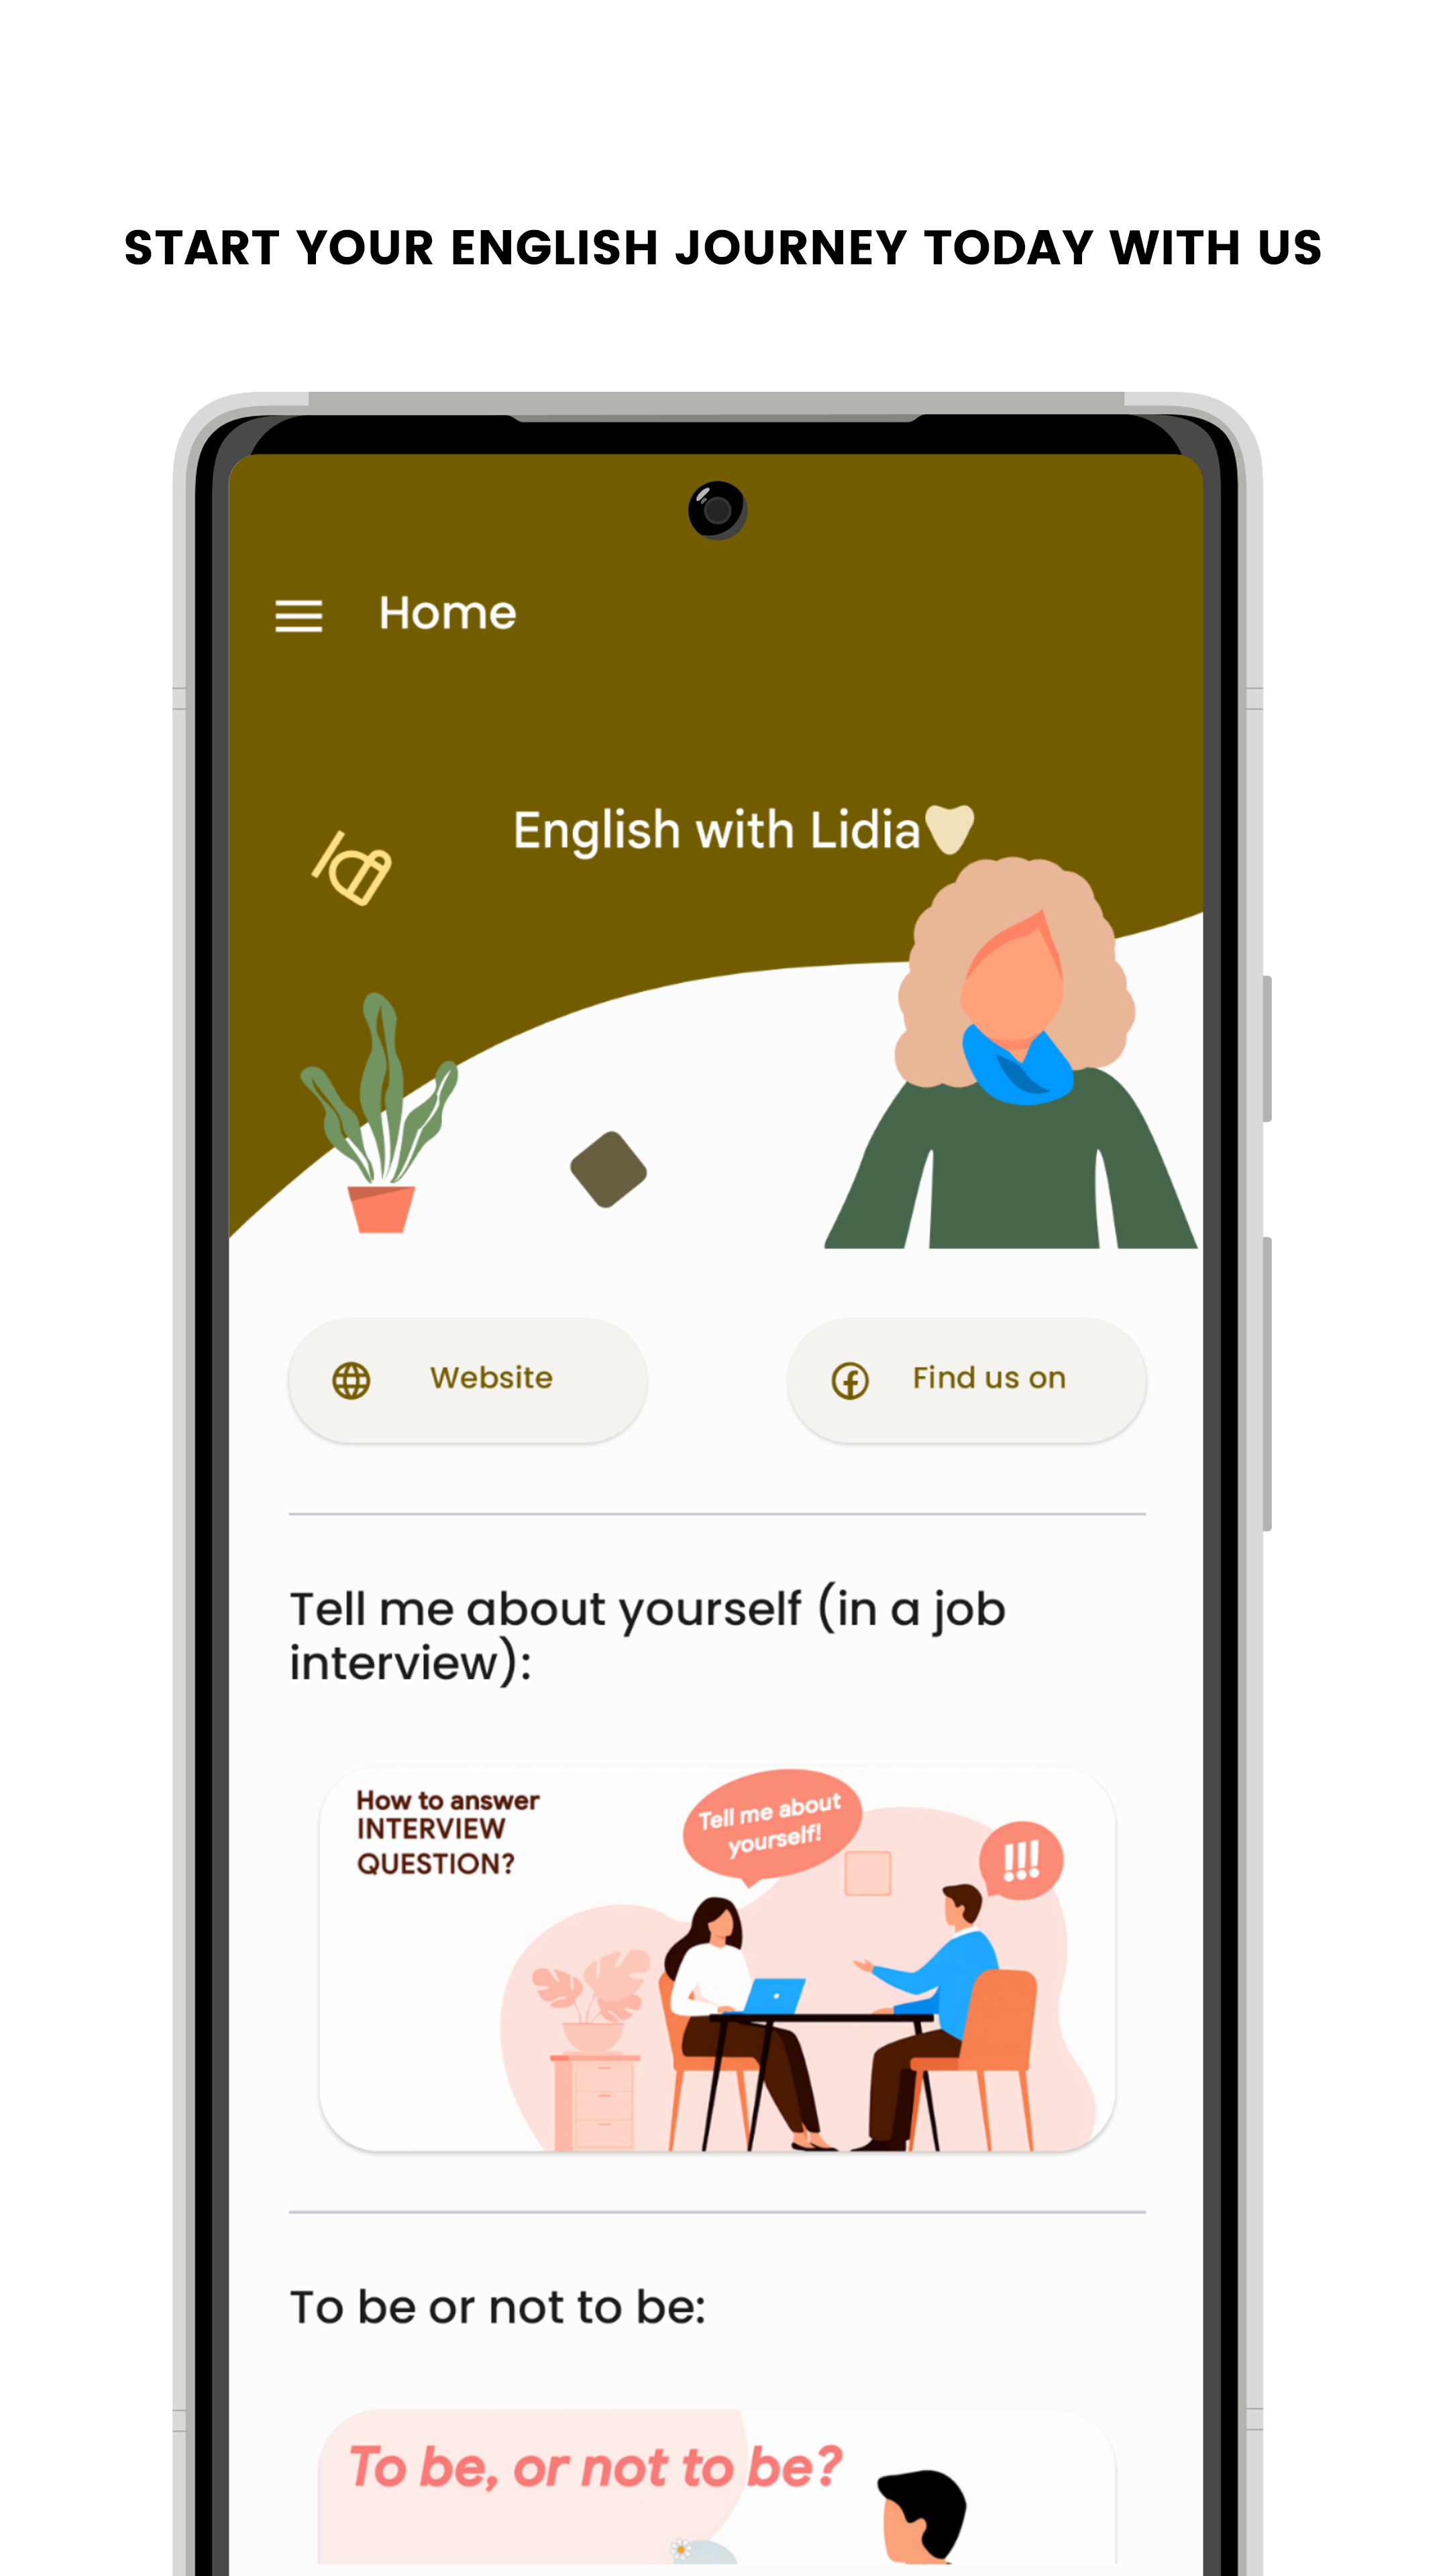 START YOUR ENGLISH JOURNEY TODAY WITH US
Home
English with Lidia
Website
Find us on
Tell me about yourself (in a job
interview):
How to answer
INTERVIEW
QUESTION?
Tell me about
yourself!
!!!
To be or not to be:
To be, or not to be?